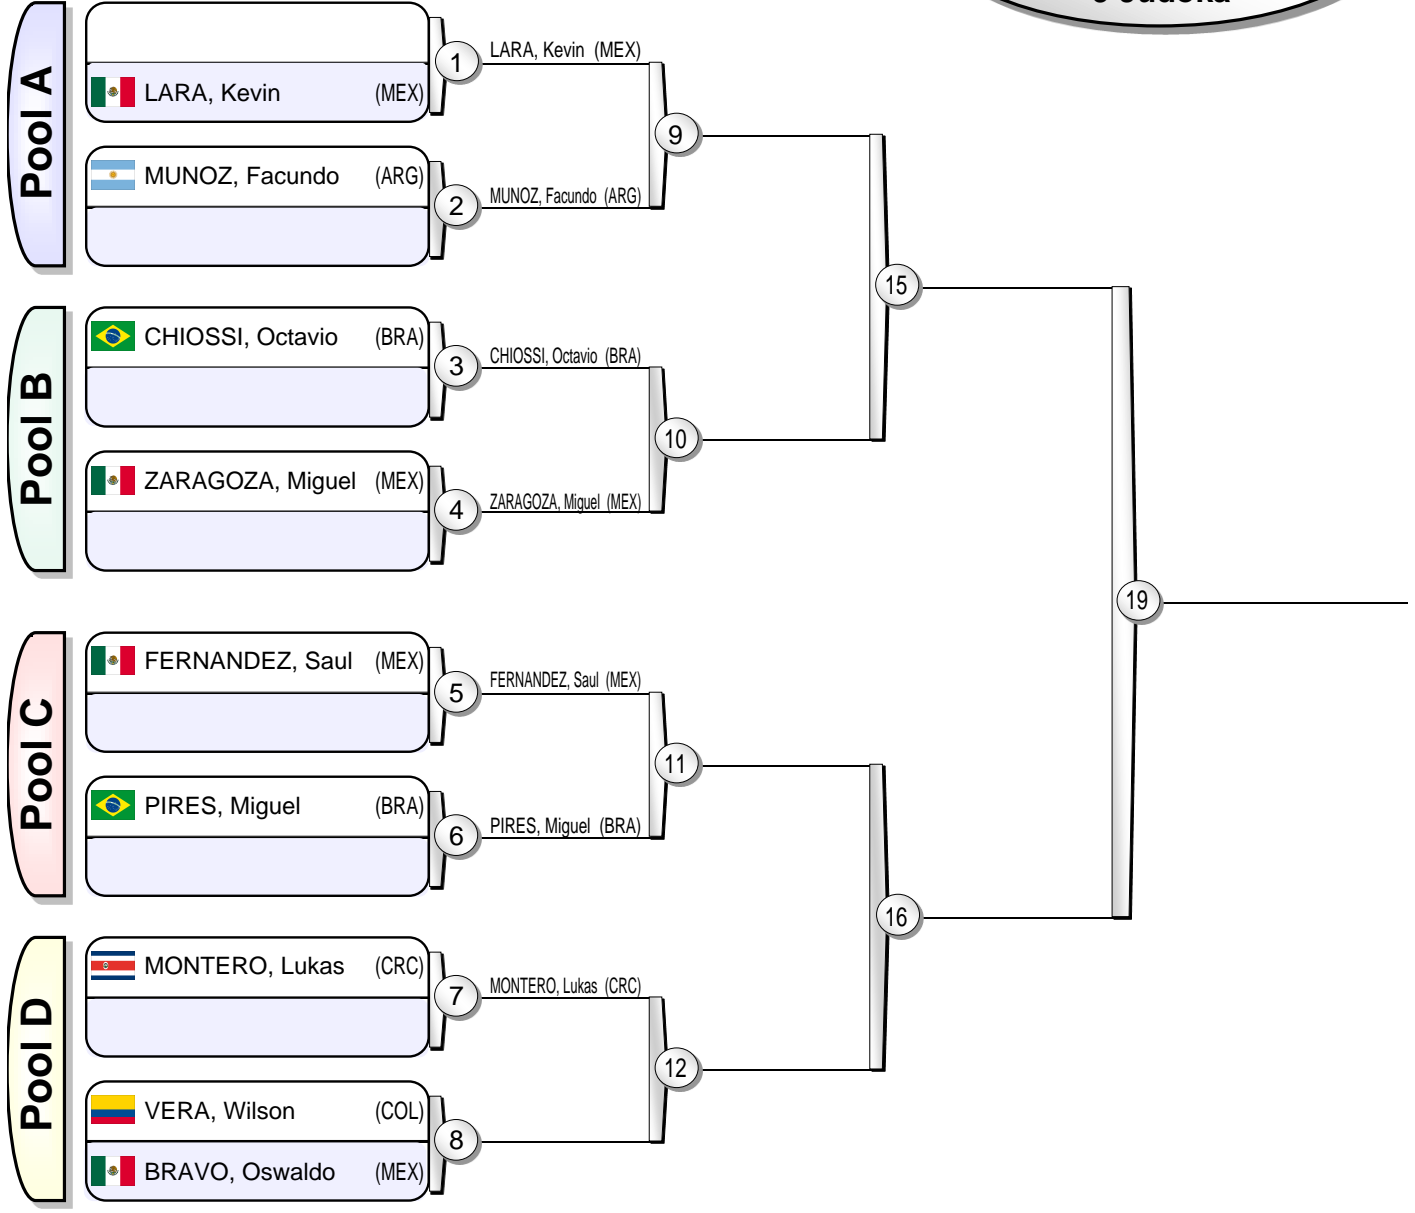 Pool A
LARA, Kevin (MEX)
1
LARA, Kevin (MEX)
9
MUNOZ, Facundo (ARG)
2
MUNOZ, Facundo (ARG)
15
Pool B
CHIOSSI, Octavio (BRA)
3
CHIOSSI, Octavio (BRA)
10
ZARAGOZA, Miguel (MEX)
4
ZARAGOZA, Miguel (MEX)
19
Pool C
FERNANDEZ, Saul (MEX)
5
FERNANDEZ, Saul (MEX)
11
PIRES, Miguel (BRA)
6
PIRES, Miguel (BRA)
16
Pool D
MONTERO, Lukas (CRC)
7
MONTERO, Lukas (CRC)
12
VERA, Wilson (COL)
8
BRAVO, Oswaldo (MEX)